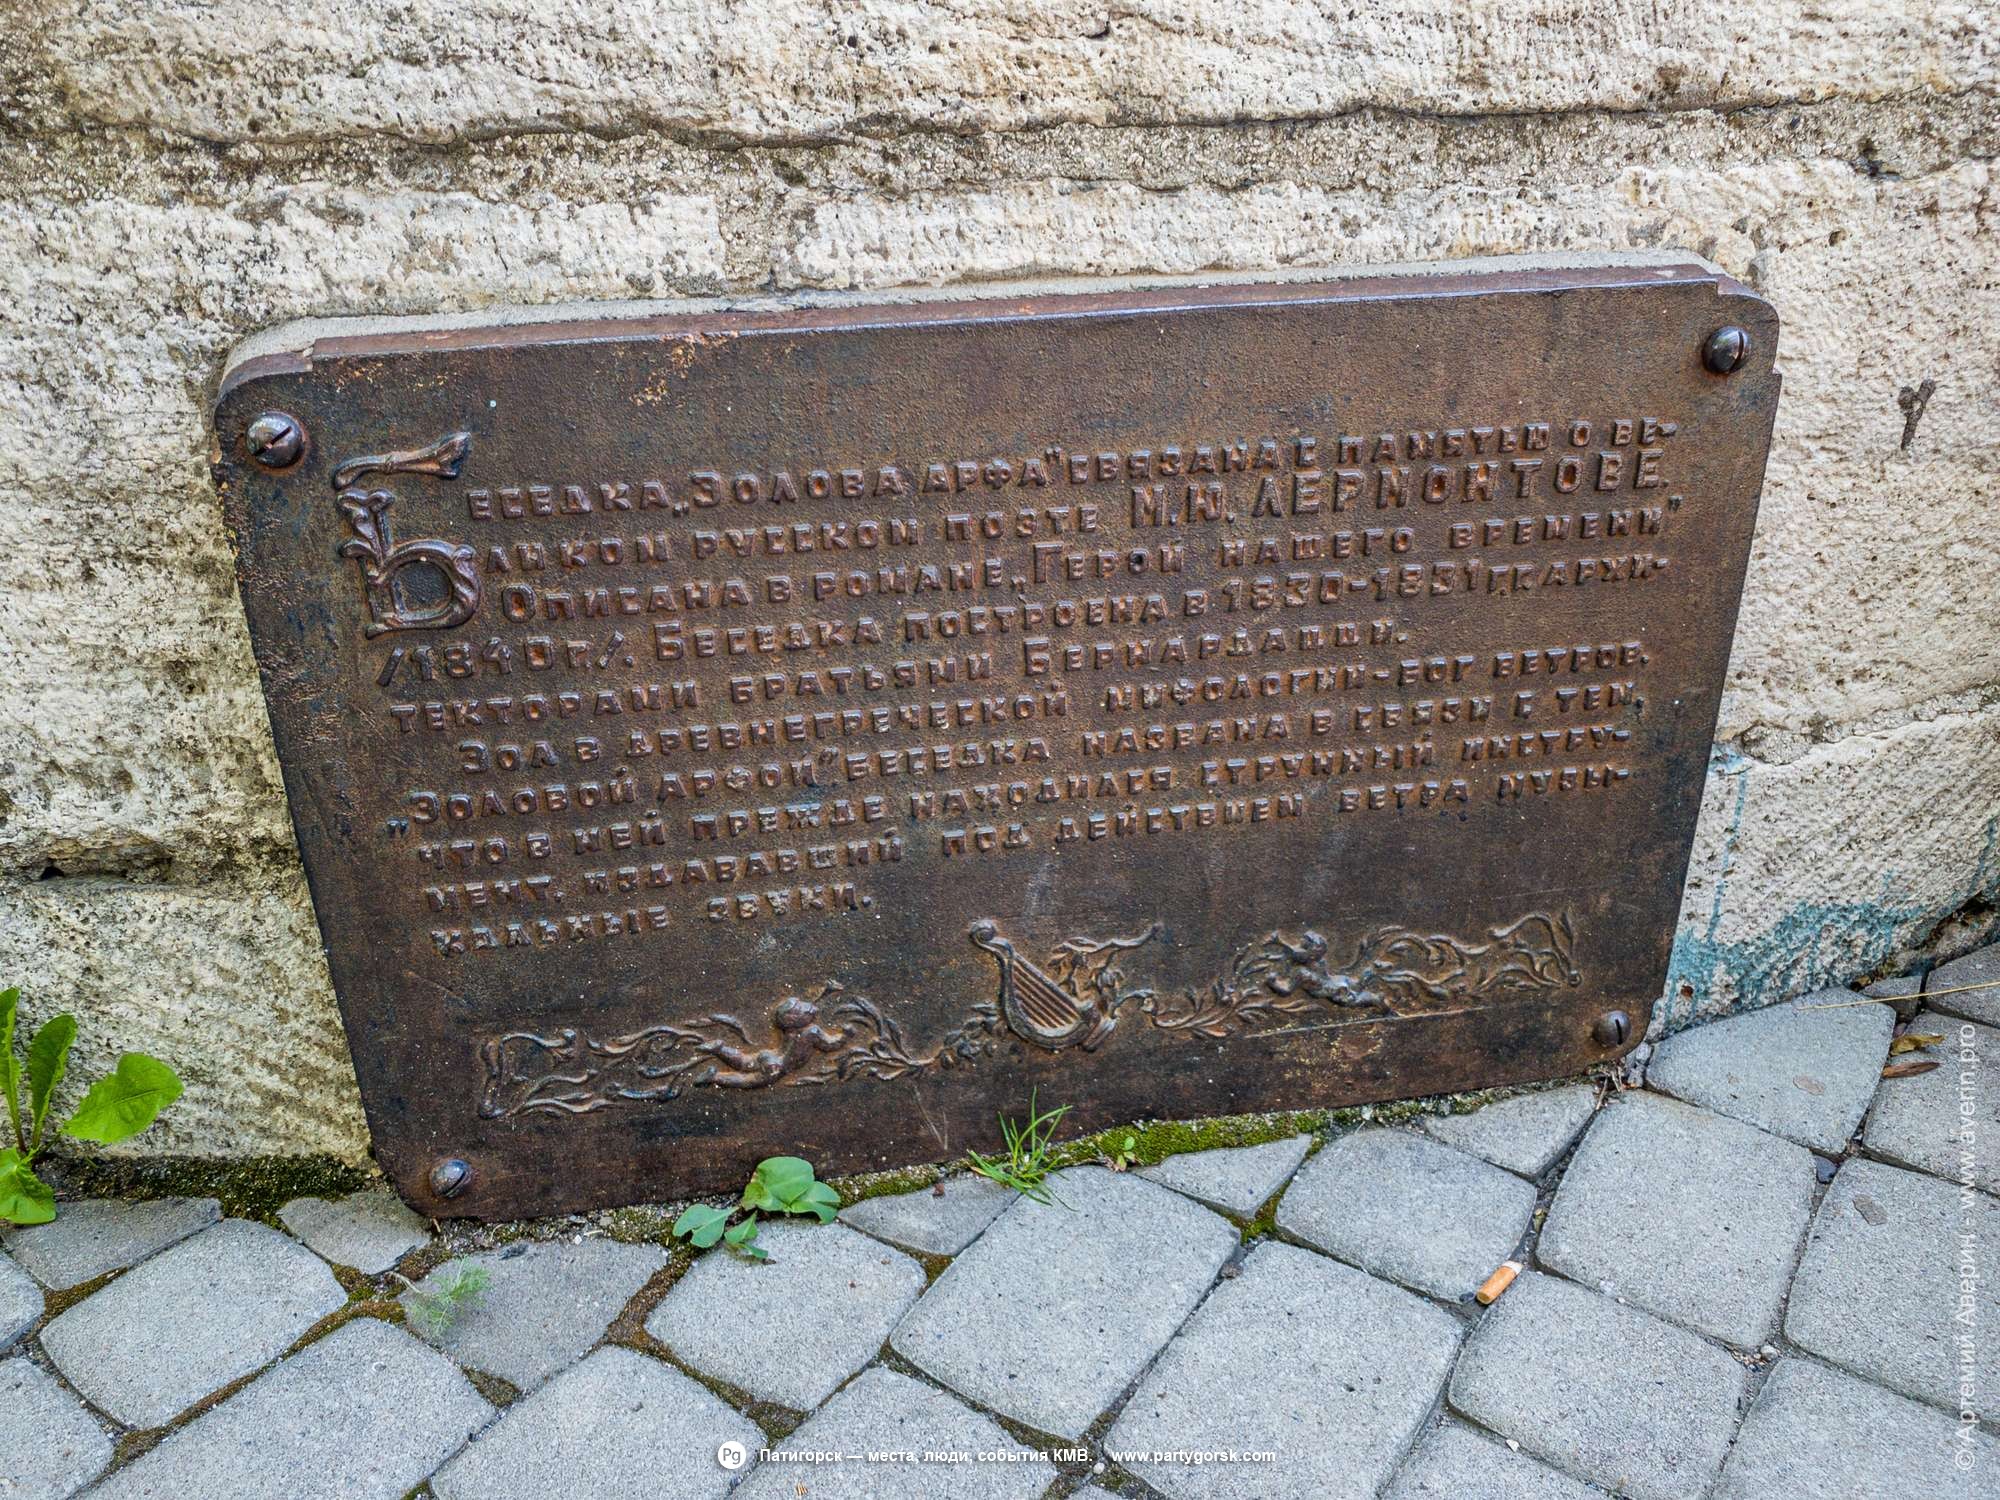 Беседка „Эолова арфа" связана с памятью о ве-
ликом русском поэте М.Ю. ЛЕРМОНТОВЕ.
Описана в романе „Герой нашего времени"
/1840 г./. Беседка построена в 1830-1831 гг. архи-
текторами братьями Бернардацци.
Эол в древнегреческой мифологии-бог ветров.
„Эоловой арфой" беседка названа в связи с тем,
что в ней прежде находился струнный инстру-
мент, издававший под действием ветра музы-
кальные звуки.
Pg Пятигорск — места, люди, события КМВ. www.partygorsk.com
© Артемий Аверин - www.averin.pro